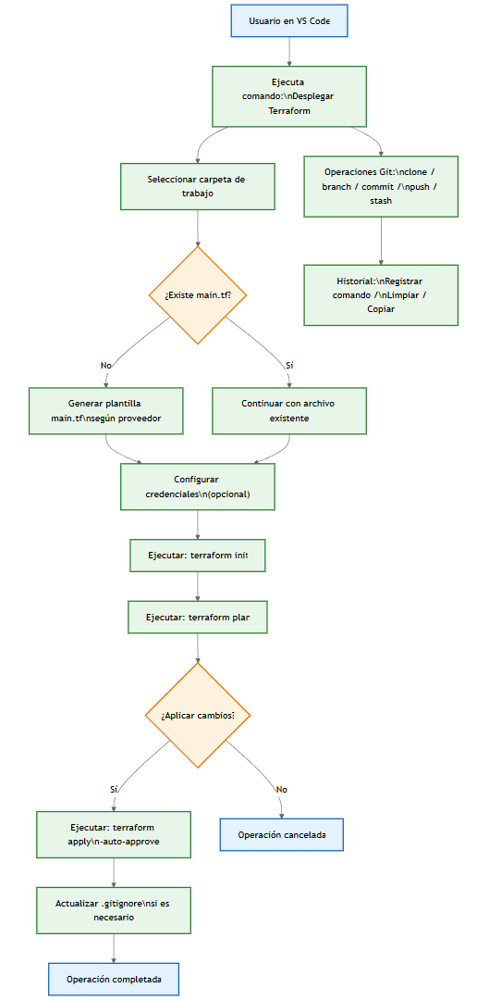 Usuario en VS Code
Ejecuta
comando:\nDesplegar
Terraform
Seleccionar carpeta de
trabajo
Operaciones Git:\nclone /
branch / commit /\npush /
stash
¿Existe main.tf?
Historial:\nRegistrar
comando /\nLimpiar /
Copiar
No
Sí
Generar plantilla
main.tf\nsegún proveedor
Continuar con archivo
existente
Configurar
credenciales\n(opcional)
Ejecutar: terraform init
Ejecutar: terraform plan
¿Aplicar cambios?
Sí
No
Ejecutar: terraform
apply\n-auto-approve
Operación cancelada
Actualizar .gitignore\nsi es
necesario
Operación completada